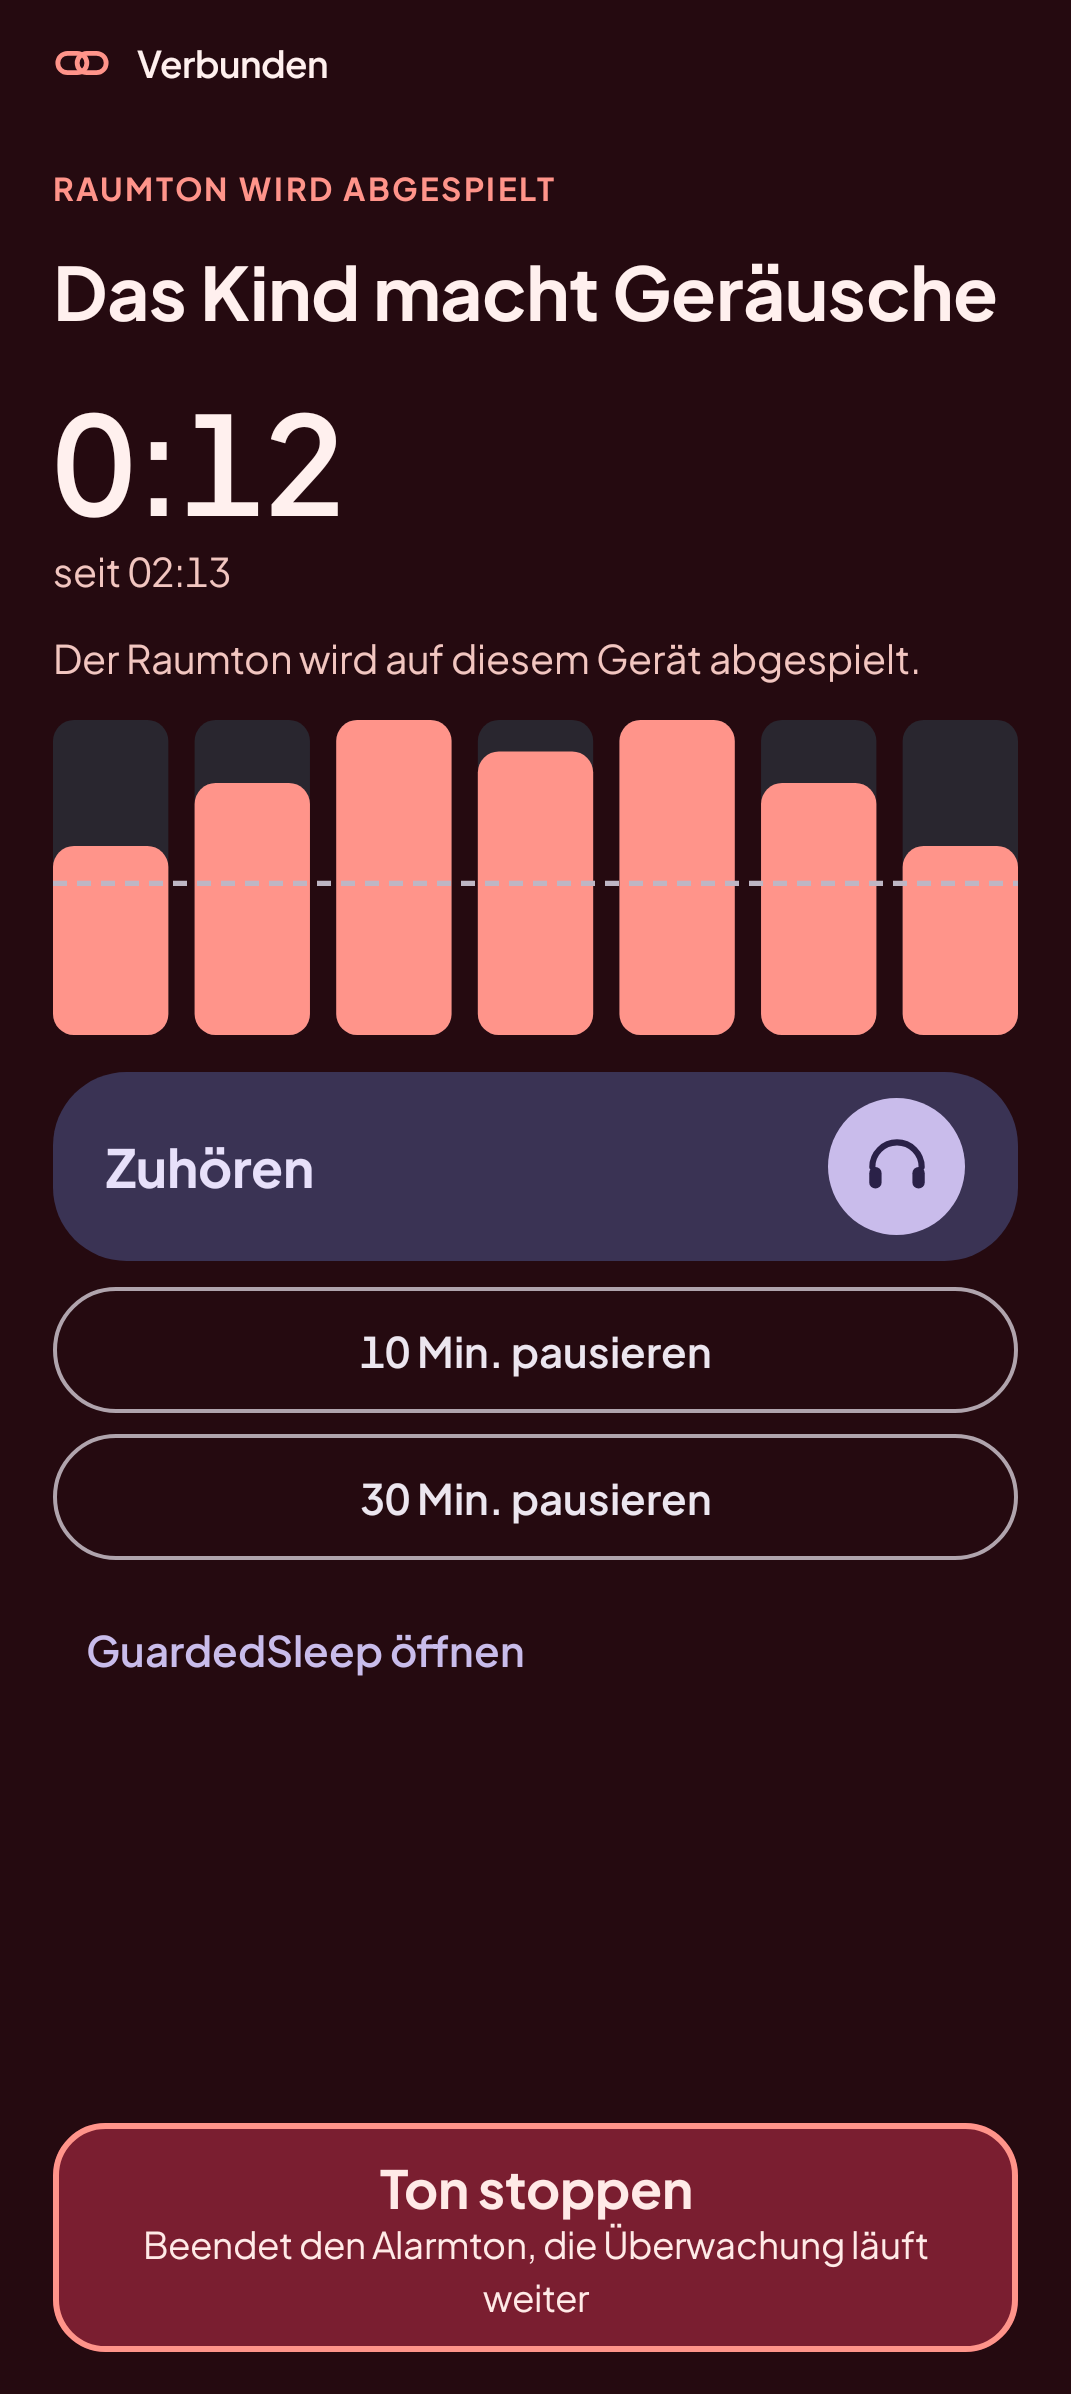 Verbunden
RAUMTON WIRD ABGESPIELT
Das Kind macht Geräusche
0:12
seit 02:13
Der Raumton wird auf diesem Gerät abgespielt.
Zuhören
10 Min. pausieren
30 Min. pausieren
GuardedSleep öffnen
Ton stoppen
Beendet den Alarmton, die Überwachung läuft
weiter